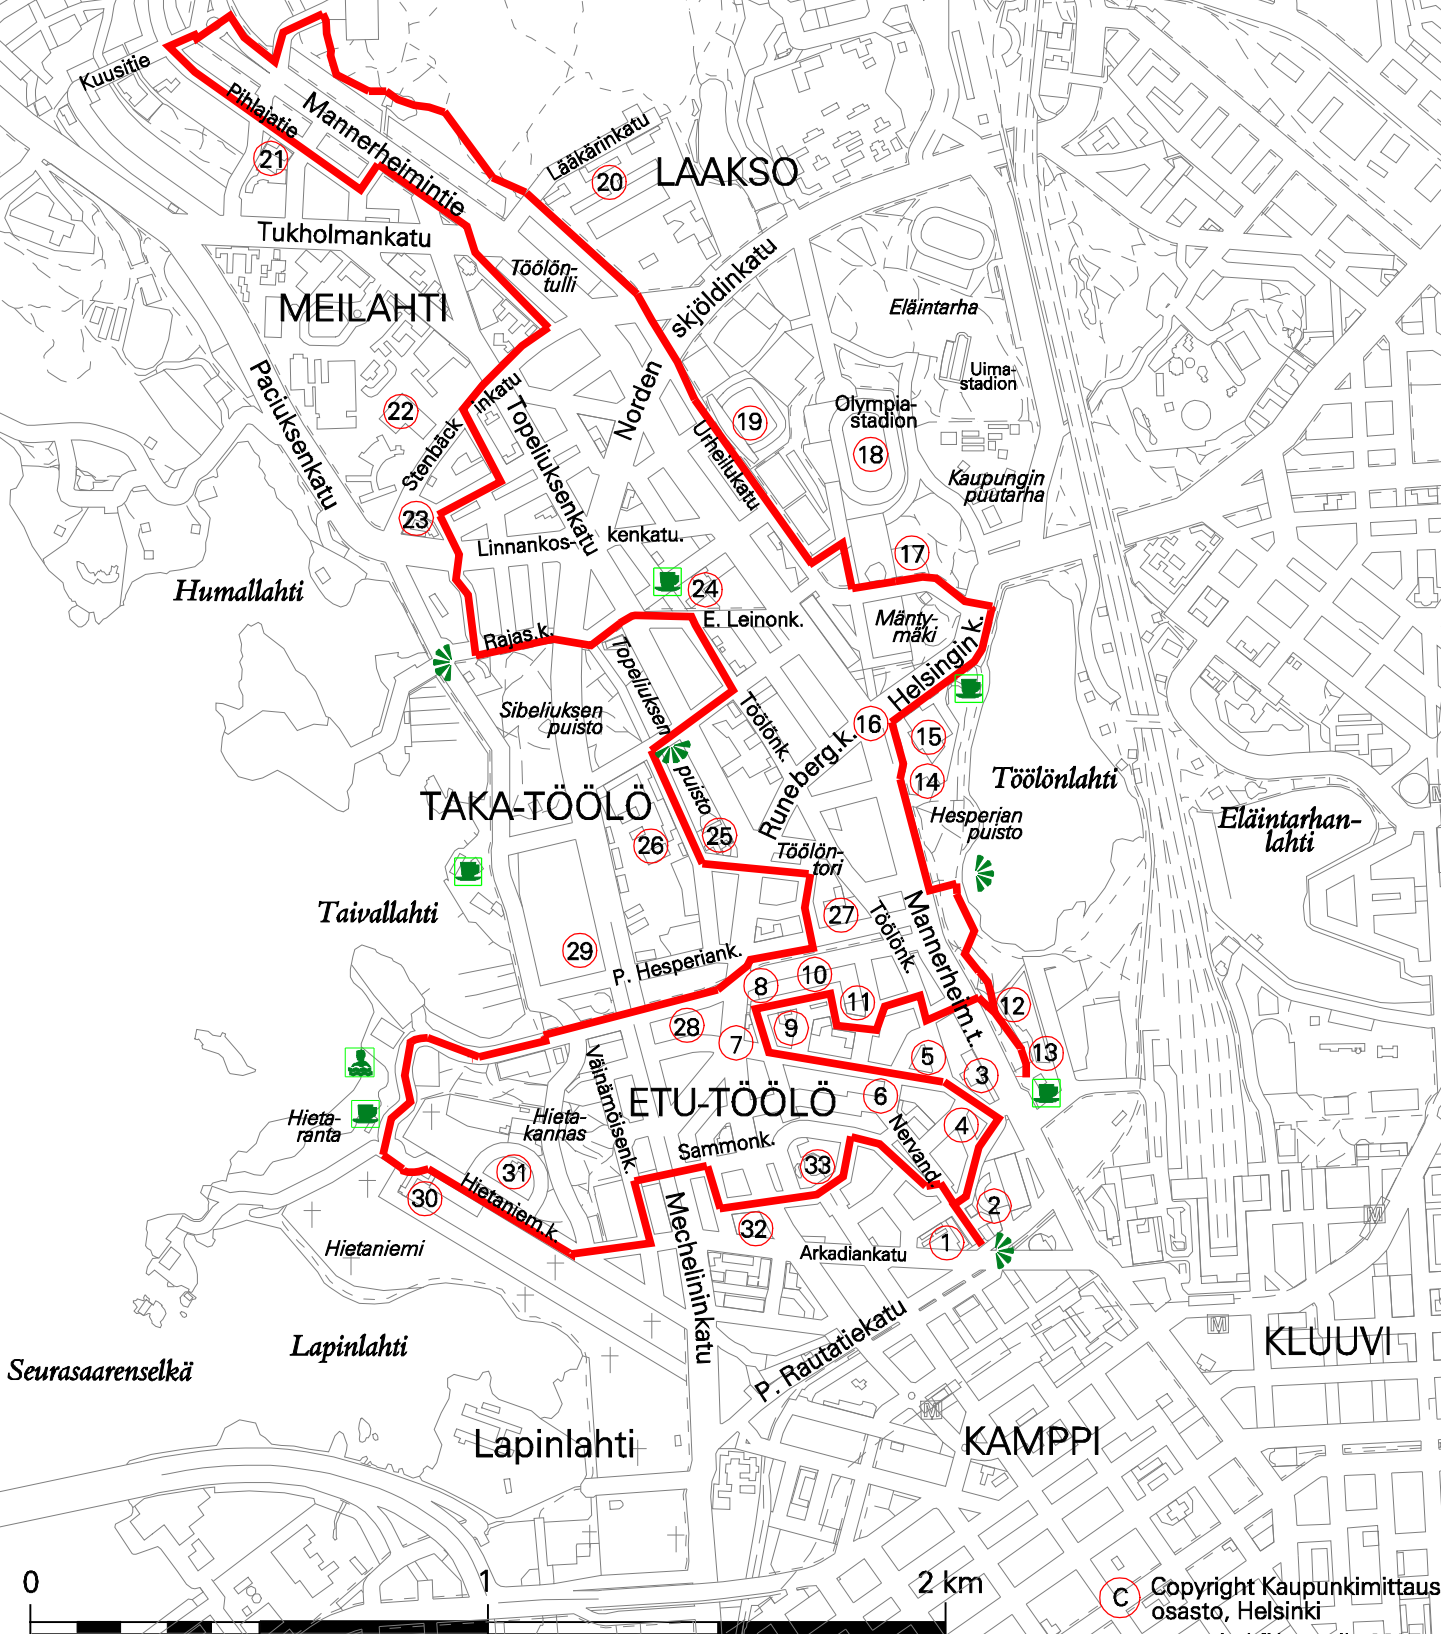 Kuusitie
Pihlajatie
Mannerheimintie
21
Lääkärinkatu
20
LAAKSO
Tukholmankatu
Töölön-
tulli
MEILAHTI
skjöldinkatu
Norden
Eläintarha
Uima-
stadion
Paciuksenkatu
22
Stenbäck
inkatu
Topeliuksenkatu
Olympia-
stadion
19
18
Urheilukatu
Kaupungin
puutarha
23
Linnankos-
kenkatu.
17
Humallahti
24
E. Leinonk.
Mänty-
mäki
Rajas.k.
Topeliuksen
puisto
Helsingin k.
Sibeliuksen
puisto
Töölönk.
16
15
14
Runeberg.k.
Töölönlahti
TAKA-TÖÖLÖ
Hesperian
puisto
Eläintarhan-
lahti
26
25
Töölön-
tori
Taivallahti
27
Töölönk.
Mannerheim.t.
29
P. Hesperiank.
10
8
11
12
28
9
7
5
13
3
Väinämöisenk.
ETU-TÖÖLÖ
6
Hieta-
ranta
Hieta-
kannas
Nervand.
4
Sammonk.
33
31
30
Hietaniem.k.
2
Mechelininkatu
32
1
Hietaniemi
Arkadiankatu
P. Rautatiekatu
M
M
M
M
Lapinlahti
KLUUVI
Seurasaarenselkä
Lapinlahti
KAMPPI
0
1
2 km
C
Copyright Kaupunkimittaus
osasto, Helsinki